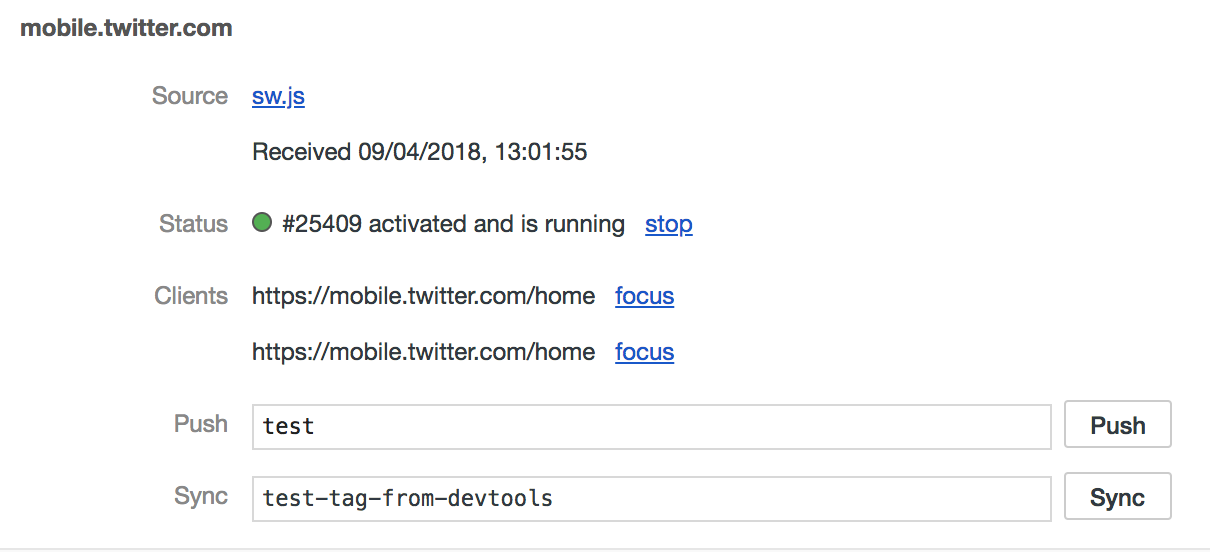 mobile.twitter.com
Source sw.js
Received 09/04/2018, 13:01:55
Status #25409 activated and is running stop
Clients https://mobile.twitter.com/home focus
https://mobile.twitter.com/home focus
Push test Push
Sync test-tag-from-devtools Sync